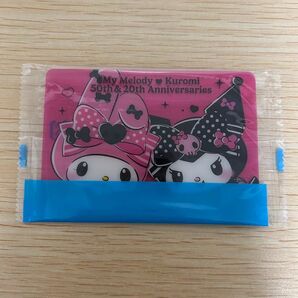 My Melody ♥ Kuromi
50th & 20th Anniversaries